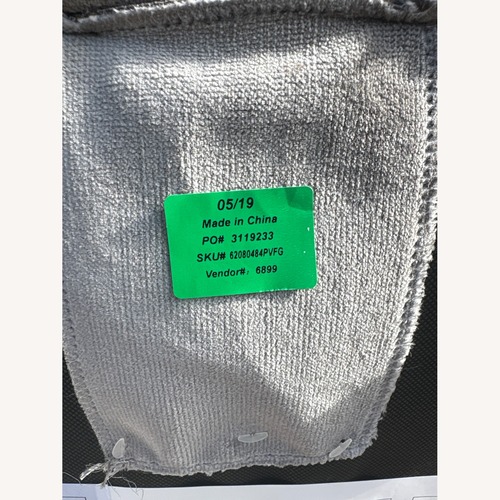 05/19
Made in China
PO# 3119233
SKU# 62080484PVFG
Vendor#: 6899